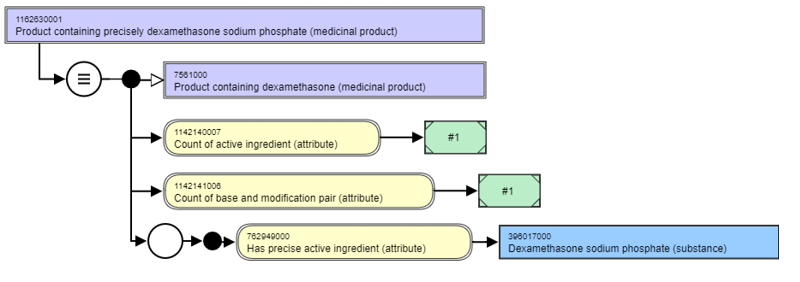 1162630001
Product containing precisely dexamethasone sodium phosphate (medicinal product)
7561000
Product containing dexamethasone (medicinal product)
1142140007
Count of active ingredient (attribute)
#1
1142141006
Count of base and modification pair (attribute)
#1
762949000
Has precise active ingredient (attribute)
396017000
Dexamethasone sodium phosphate (substance)